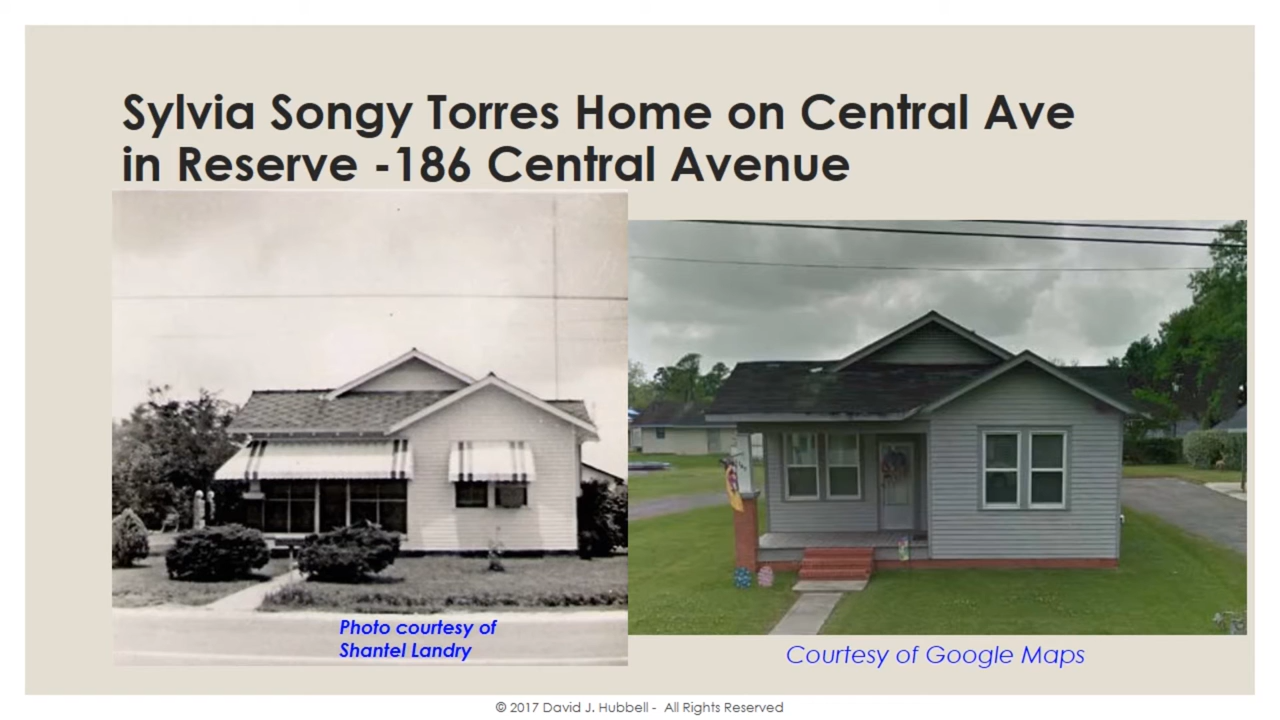 Sylvia Songy Torres Home on Central Ave
in Reserve -186 Central Avenue
Photo courtesy of
Shantel Landry
Courtesy of Google Maps
© 2017 David J. Hubbell - All Rights Reserved